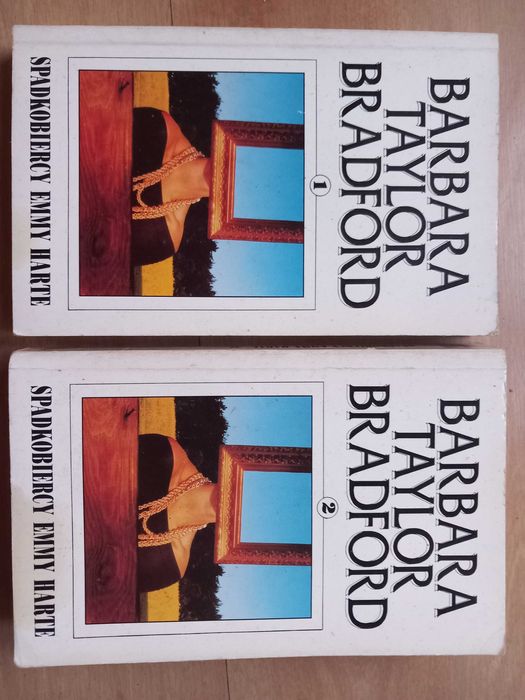 BARBARA
TAYLOR
BRADFORD
1
SPADKOBIERCY EMMY HARTE
BARBARA
TAYLOR
BRADFORD
2
SPADKOBIERCY EMMY HARTE